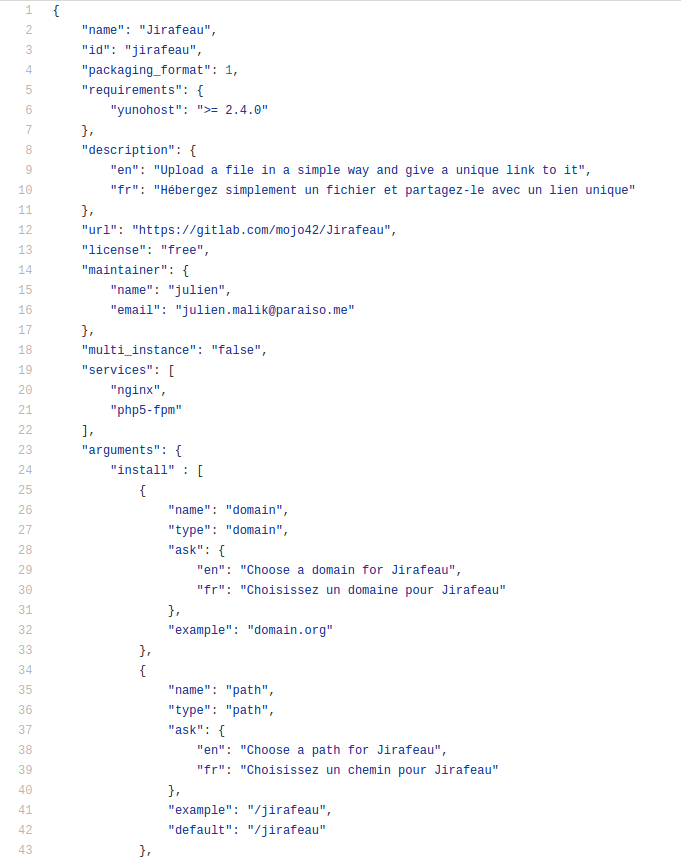 1 {
2     "name": "Jirafeau",
3     "id": "jirafeau",
4     "packaging_format": 1,
5     "requirements": {
6         "yunohost": ">= 2.4.0"
7     },
8     "description": {
9         "en": "Upload a file in a simple way and give a unique link to it",
10         "fr": "Hébergez simplement un fichier et partagez-le avec un lien unique"
11     },
12     "url": "https://gitlab.com/mojo42/Jirafeau",
13     "license": "free",
14     "maintainer": {
15         "name": "julien",
16         "email": "julien.malik@paraiso.me"
17     },
18     "multi_instance": "false",
19     "services": [
20         "nginx",
21         "php5-fpm"
22     ],
23     "arguments": {
24         "install" : [
25             {
26                 "name": "domain",
27                 "type": "domain",
28                 "ask": {
29                     "en": "Choose a domain for Jirafeau",
30                     "fr": "Choisissez un domaine pour Jirafeau"
31                 },
32                 "example": "domain.org"
33             },
34             {
35                 "name": "path",
36                 "type": "path",
37                 "ask": {
38                     "en": "Choose a path for Jirafeau",
39                     "fr": "Choisissez un chemin pour Jirafeau"
40                 },
41                 "example": "/jirafeau",
42                 "default": "/jirafeau"
43             },